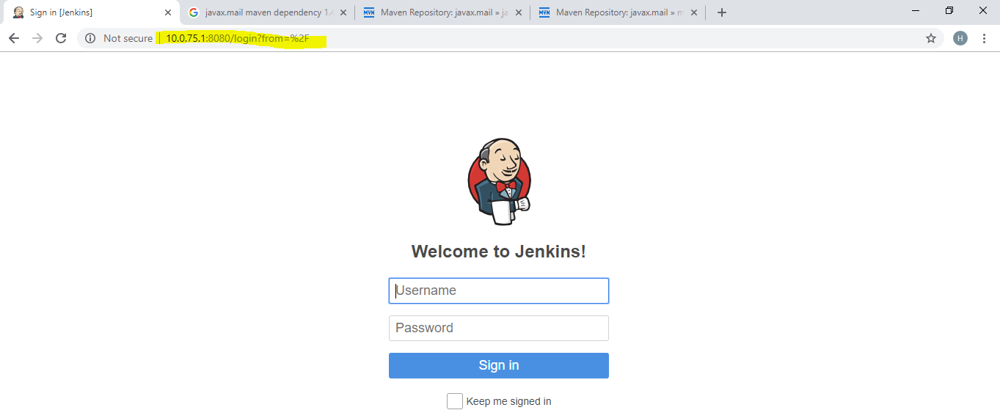 Sign in [Jenkins]
javax.mail maven dependency 1.4
Maven Repository: javax.mail » ja
Maven Repository: javax.mail » m
Not secure
10.0.75.1:8080/login?from=%2F
H
Welcome to Jenkins!
Username
Password
Sign in
Keep me signed in